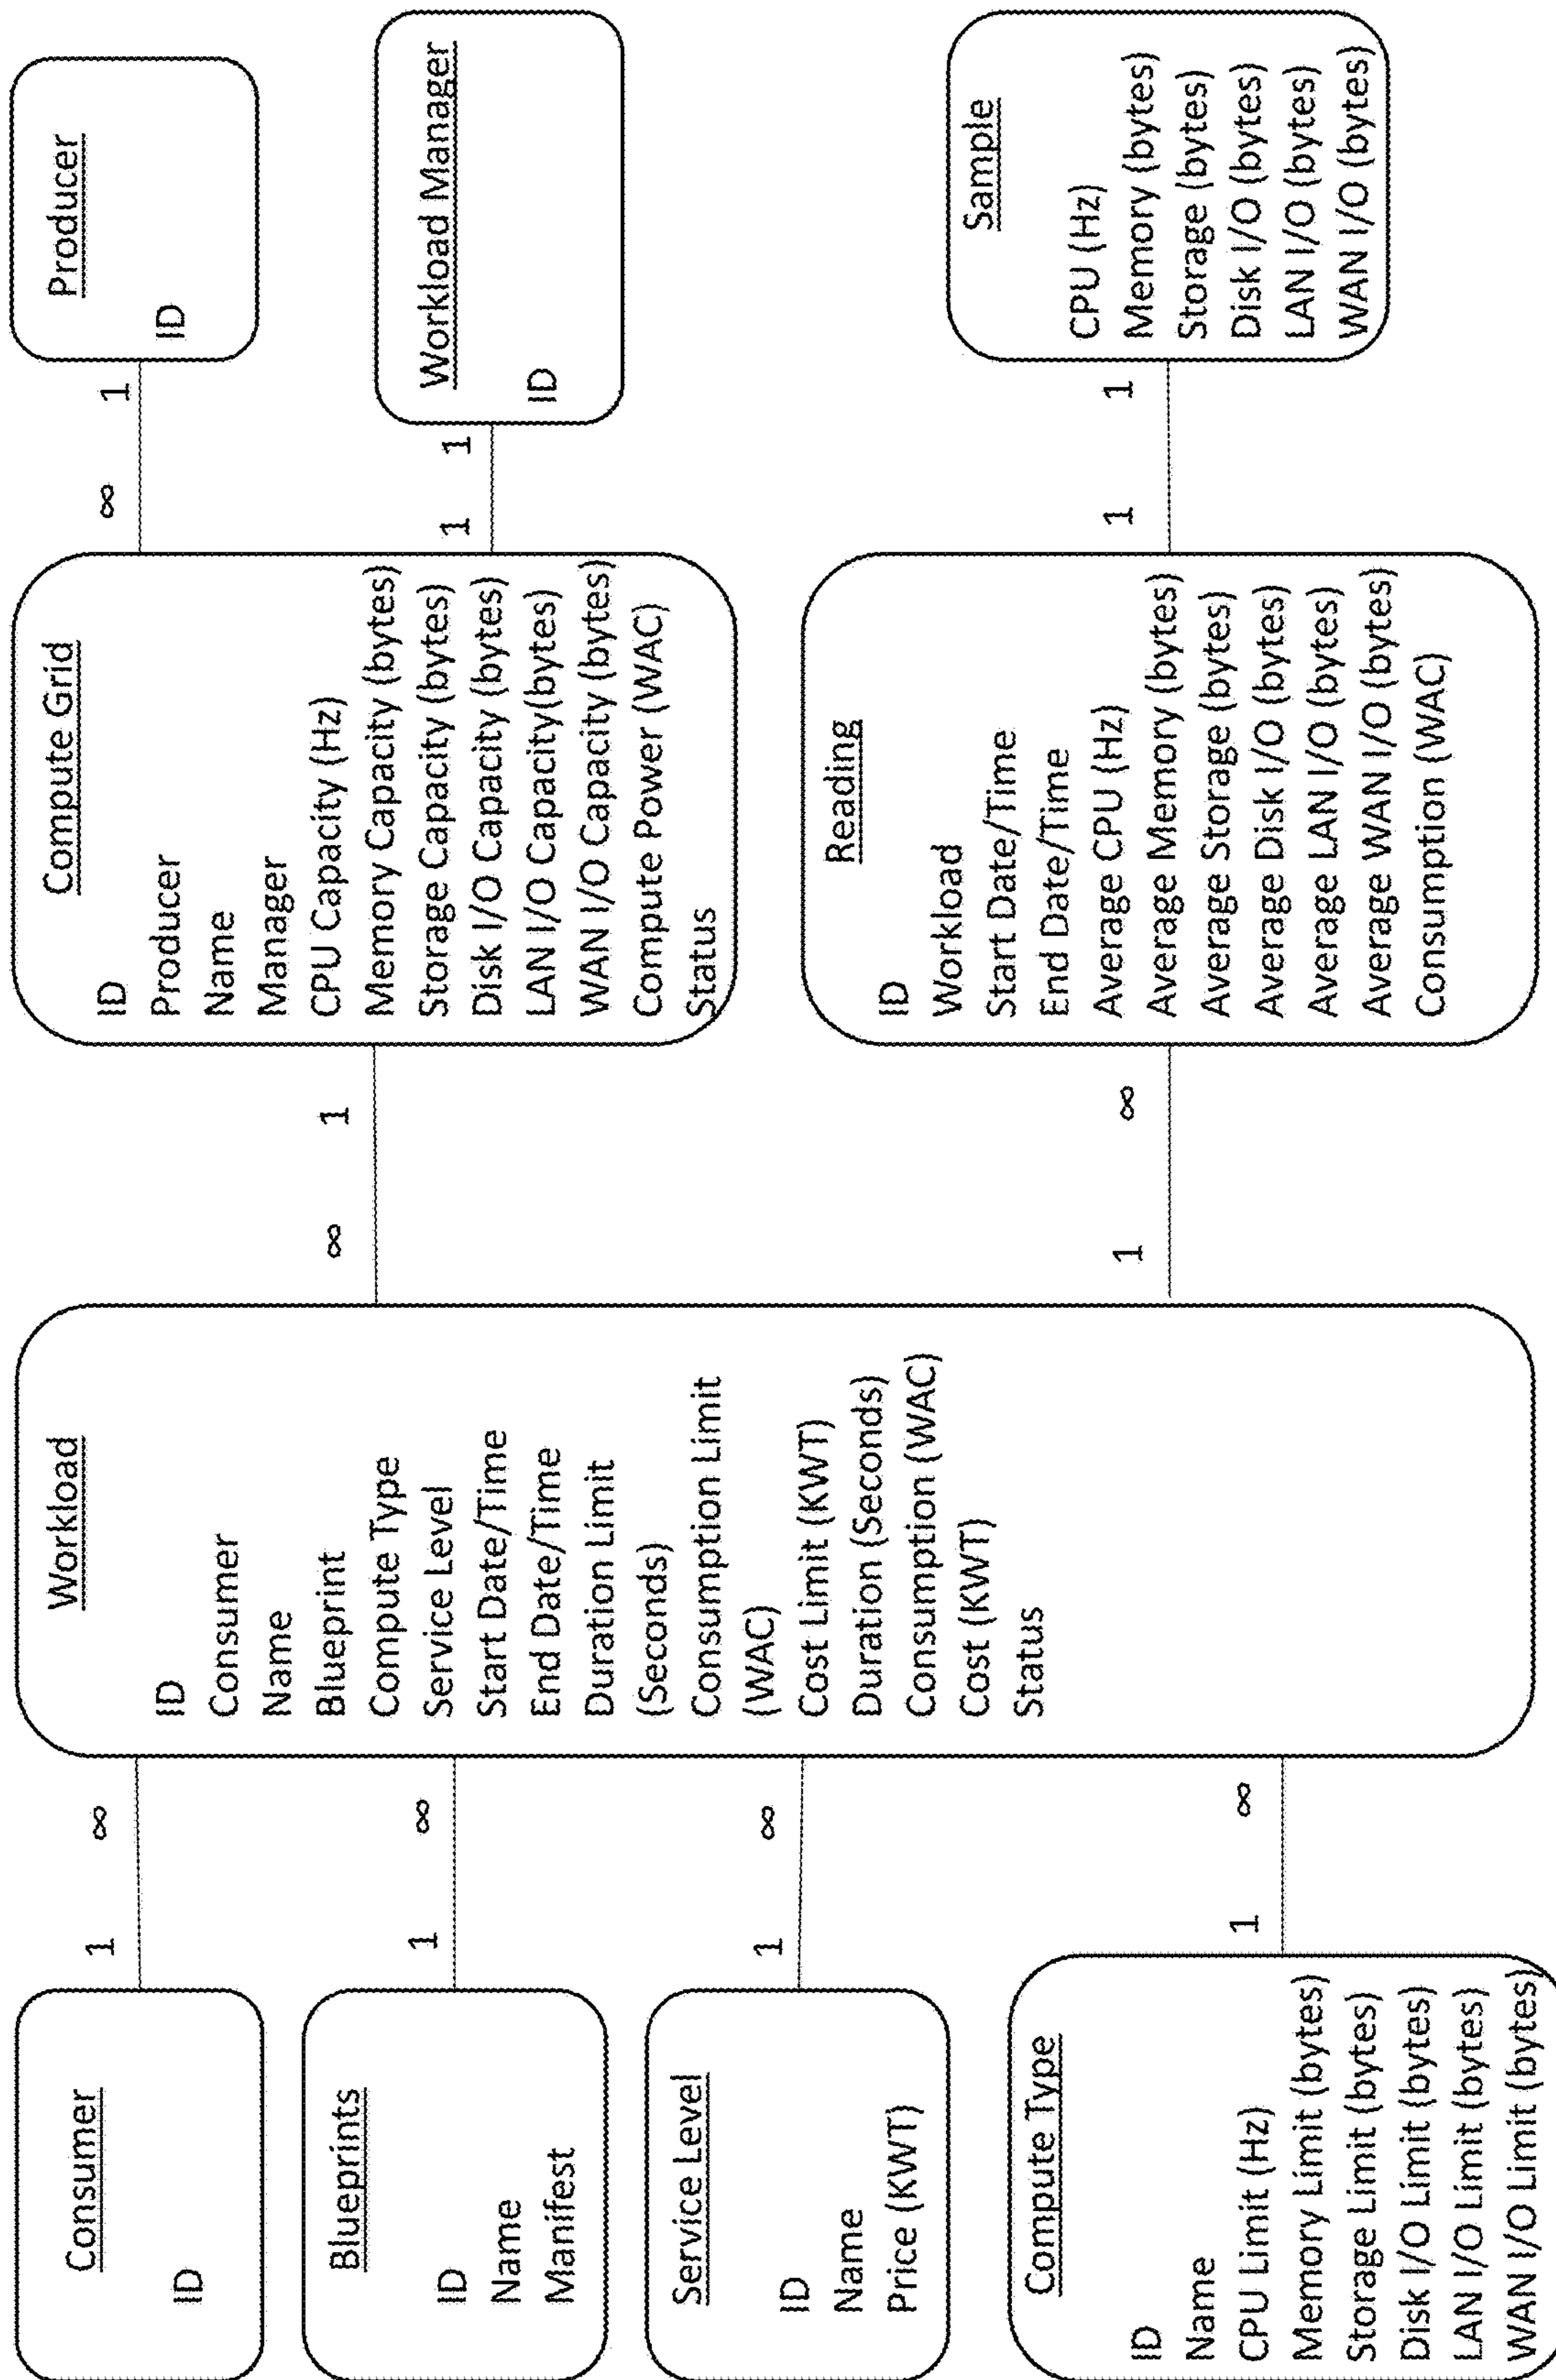 Consumer
ID
1
∞
Blueprints
ID
Name
Manifest
1
∞
Service Level
ID
Name
Price (KWT)
1
∞
Compute Type
ID
Name
CPU Limit (Hz)
Memory Limit (bytes)
Storage Limit (bytes)
Disk I/O Limit (bytes)
LAN I/O Limit (bytes)
WAN I/O Limit (bytes)
1
∞
Workload
ID
Consumer
Name
Blueprint
Compute Type
Service Level
Start Date/Time
End Date/Time
Duration Limit
(Seconds)
Consumption Limit
(WAC)
Cost Limit (KWT)
Duration (Seconds)
Consumption (WAC)
Cost (KWT)
Status
∞
1
1
∞
Compute Grid
ID
Producer
Name
Manager
CPU Capacity (Hz)
Memory Capacity (bytes)
Storage Capacity (bytes)
Disk I/O Capacity (bytes)
LAN I/O Capacity(bytes)
WAN I/O Capacity (bytes)
Compute Power (WAC)
Status
∞
1
1
1
Reading
ID
Workload
Start Date/Time
End Date/Time
Average CPU (Hz)
Average Memory (bytes)
Average Storage (bytes)
Average Disk I/O (bytes)
Average LAN I/O (bytes)
Average WAN I/O (bytes)
Consumption (WAC)
1
1
Producer
ID
Workload Manager
ID
Sample
CPU (Hz)
Memory (bytes)
Storage (bytes)
Disk I/O (bytes)
LAN I/O (bytes)
WAN I/O (bytes)